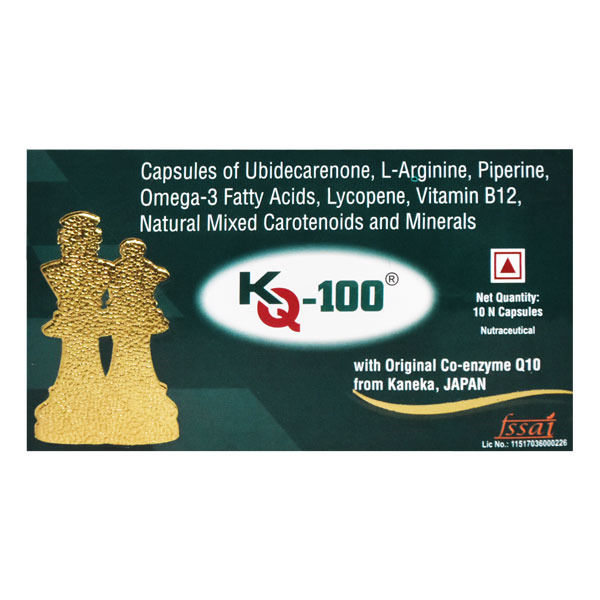 Capsules of Ubidecarenone, L-Arginine, Piperine,
Omega-3 Fatty Acids, Lycopene, Vitamin B12,
Natural Mixed Carotenoids and Minerals
KQ-100®
Net Quantity:
10 N Capsules
Nutraceutical
with Original Co-enzyme Q10
from Kaneka, JAPAN
fssai
Lic No.: 11517036000226